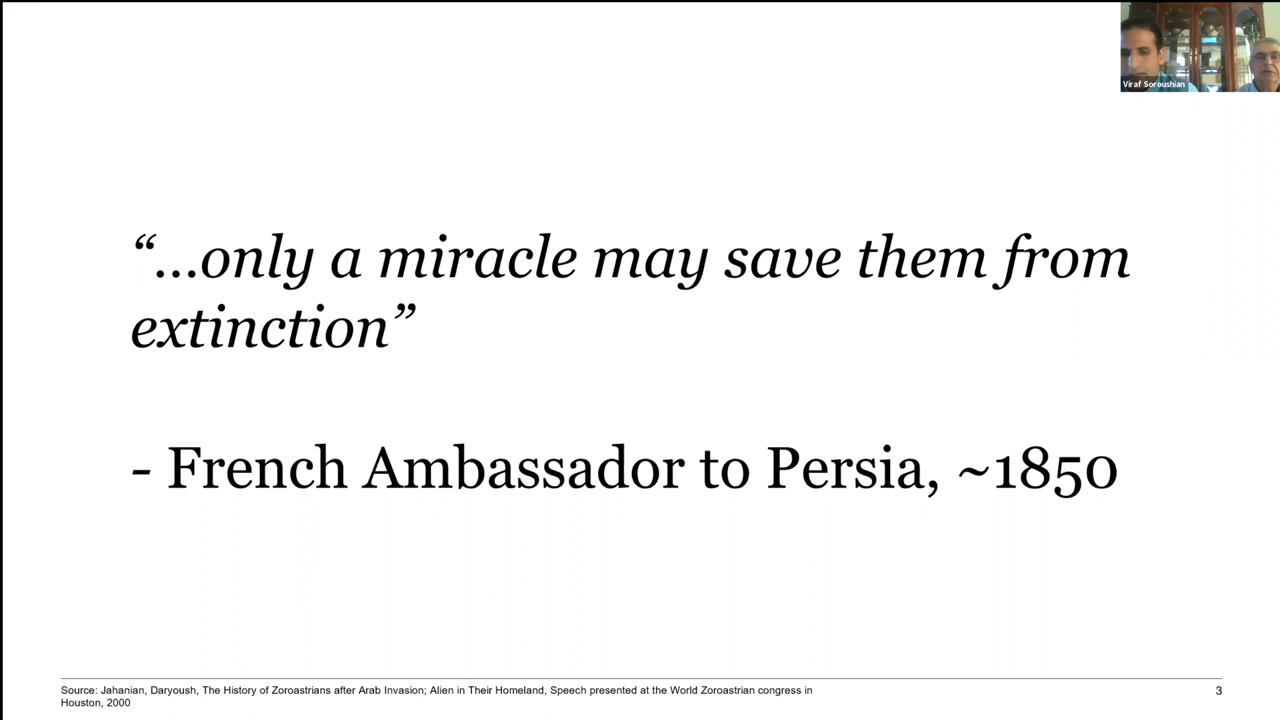 Viraf Soroushian
“...only a miracle may save them from
extinction”
- French Ambassador to Persia, ~1850
Source: Jahanian, Daryoush, The History of Zoroastrians after Arab Invasion; Alien in Their Homeland, Speech presented at the World Zoroastrian congress in
Houston, 2000
3